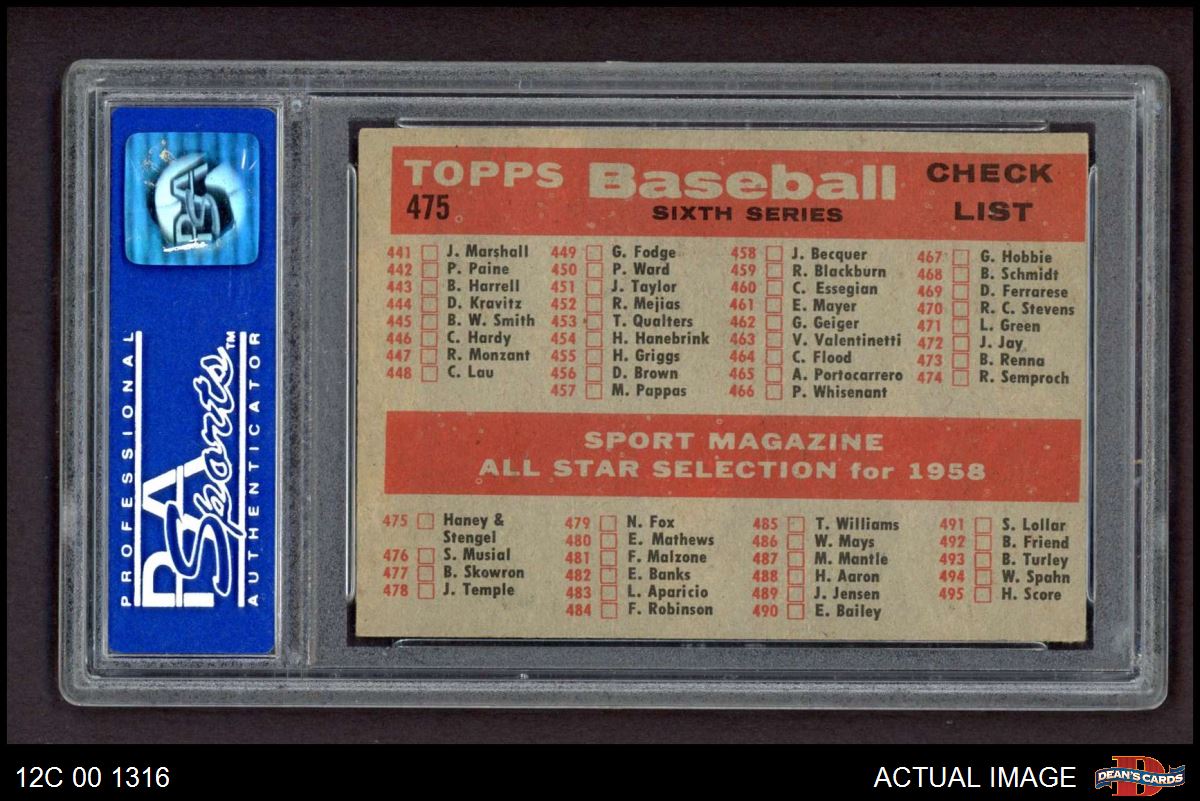 TOPPS Baseball CHECK LIST
475 SIXTH SERIES
441 J. Marshall
442 P. Paine
443 B. Harrell
444 D. Kravitz
445 B. W. Smith
446 C. Hardy
447 R. Monzant
448 C. Lau
449 G. Fodge
450 P. Ward
451 J. Taylor
452 R. Mejias
453 T. Qualters
454 H. Hanebrink
455 H. Griggs
456 D. Brown
457 M. Pappas
458 J. Becquer
459 R. Blackburn
460 C. Essegian
461 E. Mayer
462 G. Geiger
463 V. Valentinetti
464 C. Flood
465 A. Portocarrero
466 P. Whisenant
467 G. Hobbie
468 B. Schmidt
469 D. Ferrarese
470 R. C. Stevens
471 L. Green
472 J. Jay
473 B. Renna
474 R. Semproch
SPORT MAGAZINE
ALL STAR SELECTION for 1958
475 Haney &
Stengel
476 S. Musial
477 B. Skowron
478 J. Temple
479 N. Fox
480 E. Mathews
481 F. Malzone
482 E. Banks
483 L. Aparicio
484 F. Robinson
485 T. Williams
486 W. Mays
487 M. Mantle
488 H. Aaron
489 J. Jensen
490 E. Bailey
491 S. Lollar
492 B. Friend
493 B. Turley
494 W. Spahn
495 H. Score
PSA
PROFESSIONAL
PSA
Sports™
AUTHENTICATOR
12C 00 1316
ACTUAL IMAGE
DEAN'S CARDS